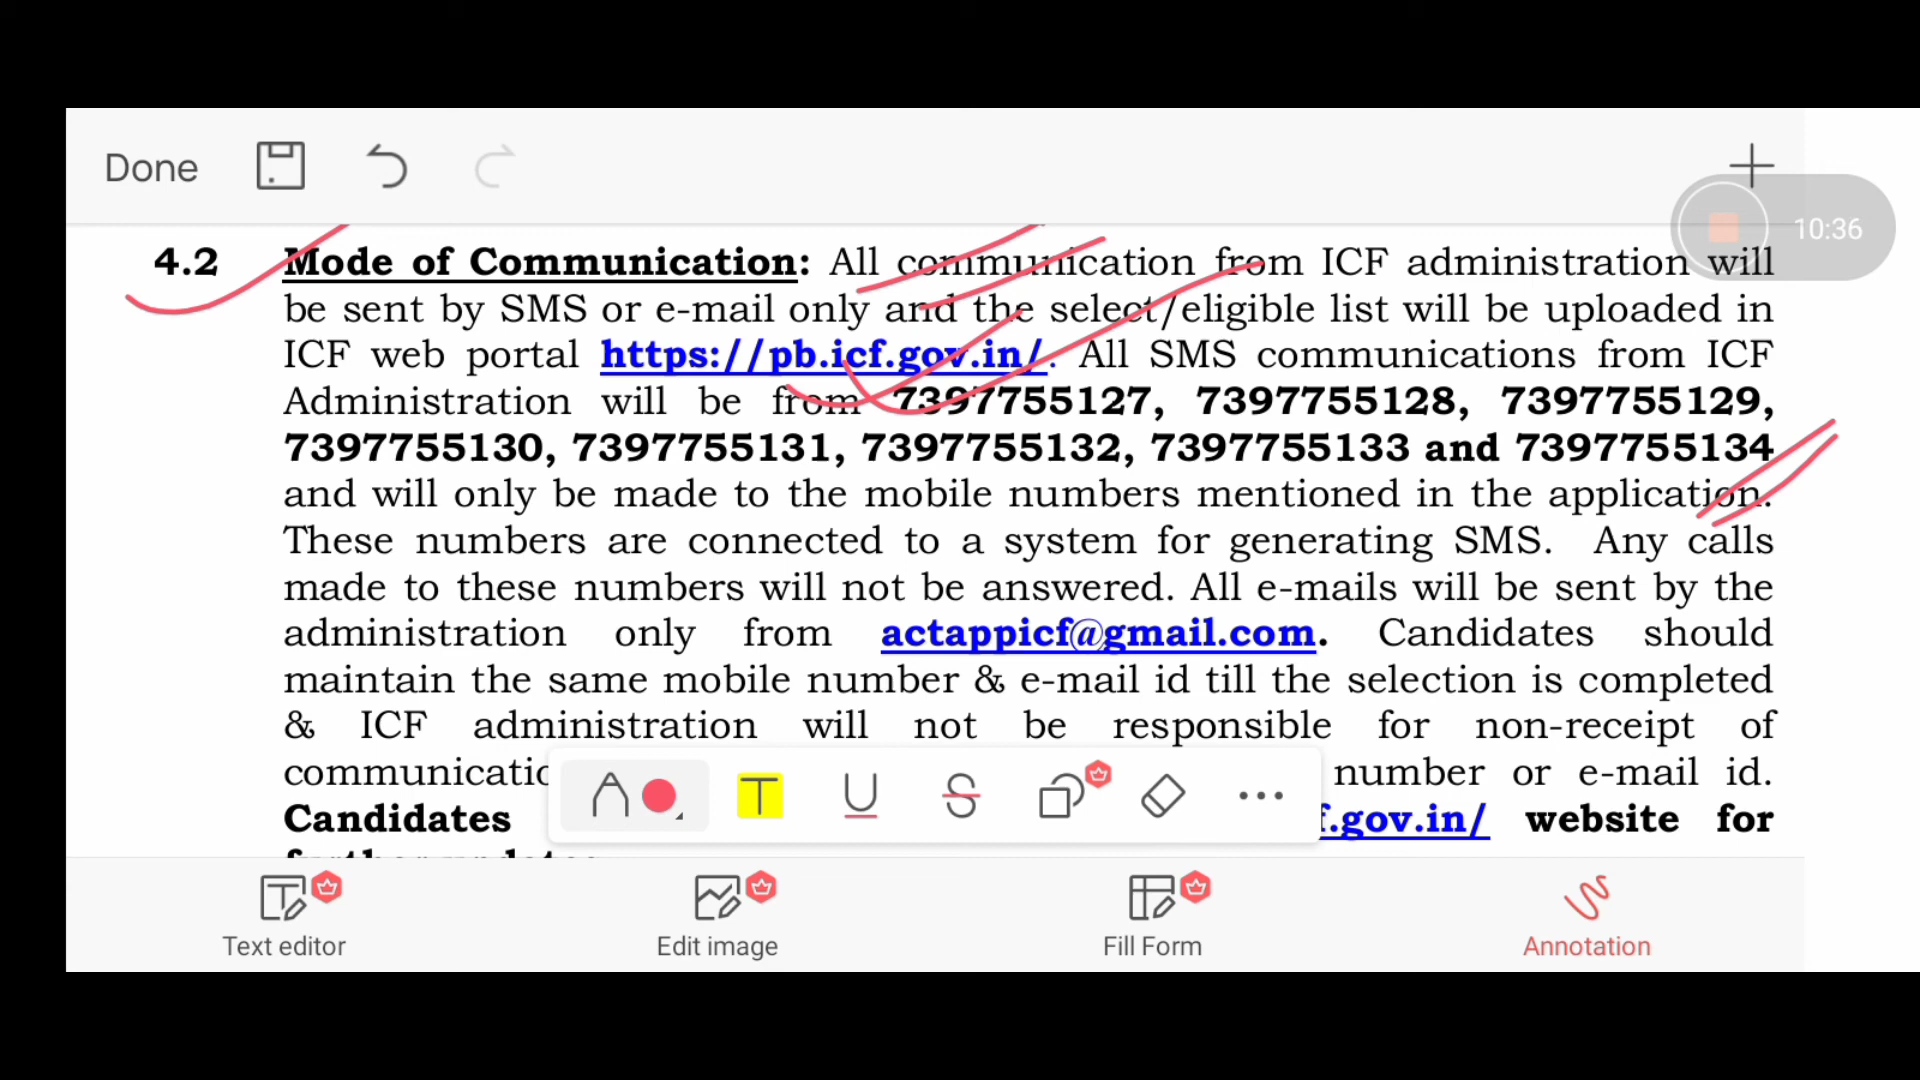 Done
10:36
4.2 Mode of Communication: All communication from ICF administration will
be sent by SMS or e-mail only and the select/eligible list will be uploaded in
ICF web portal https://pb.icf.gov.in/. All SMS communications from ICF
Administration will be from 7397755127, 7397755128, 7397755129,
7397755130, 7397755131, 7397755132, 7397755133 and 7397755134
and will only be made to the mobile numbers mentioned in the application.
These numbers are connected to a system for generating SMS. Any calls
made to these numbers will not be answered. All e-mails will be sent by the
administration only from actappicf@gmail.com. Candidates should
maintain the same mobile number & e-mail id till the selection is completed
& ICF administration will not be responsible for non-receipt of
number or e-mail id.
Candidates f.gov.in/ website for
Text editor
Edit image
Fill Form
Annotation